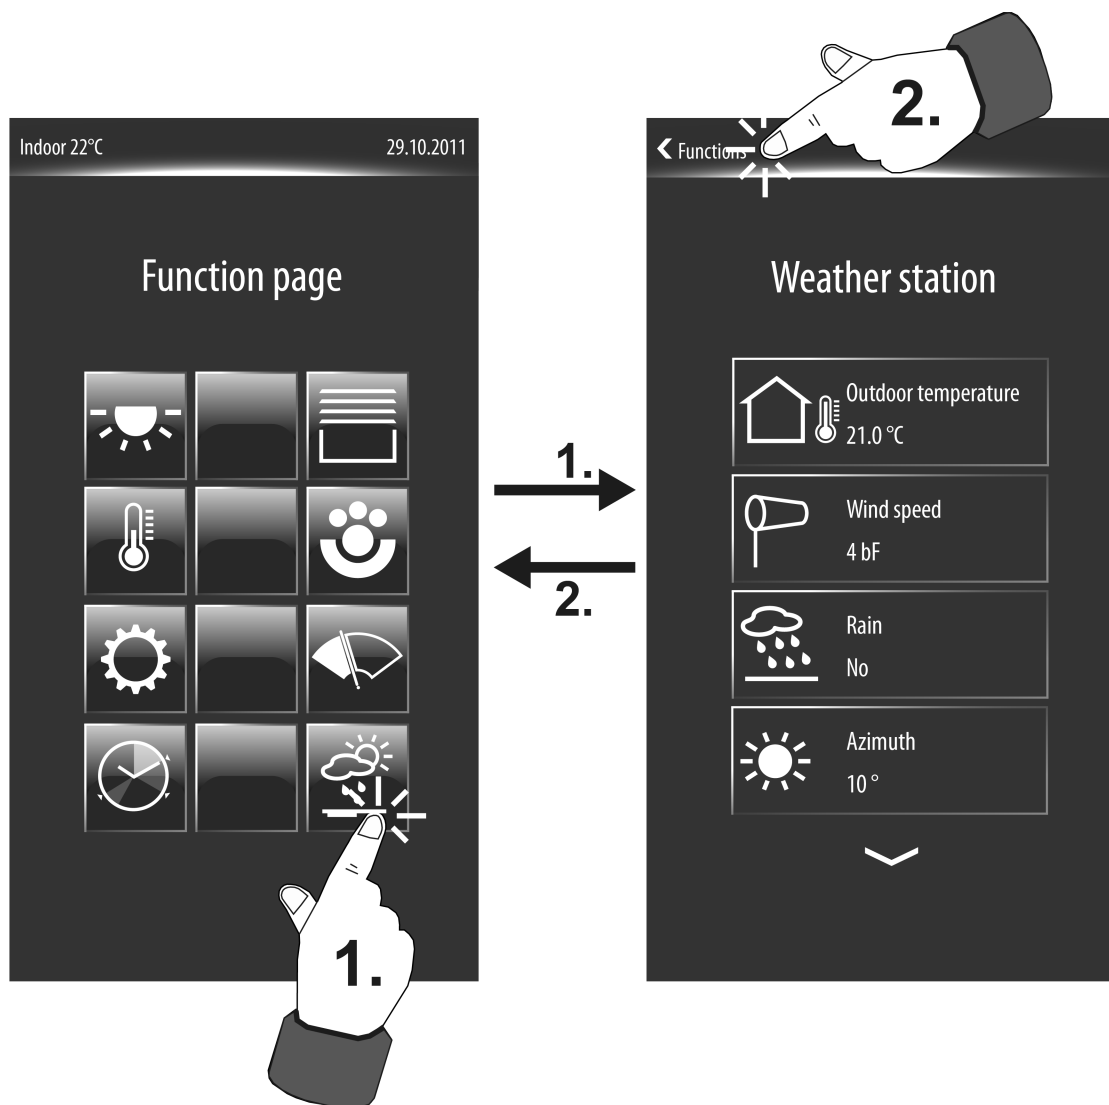 Indoor 22°C 29.10.2011
Function page
1.
1.
2.
2.
Functions
Weather station
Outdoor temperature
21.0 °C
Wind speed
4 bF
Rain
No
Azimuth
10 °